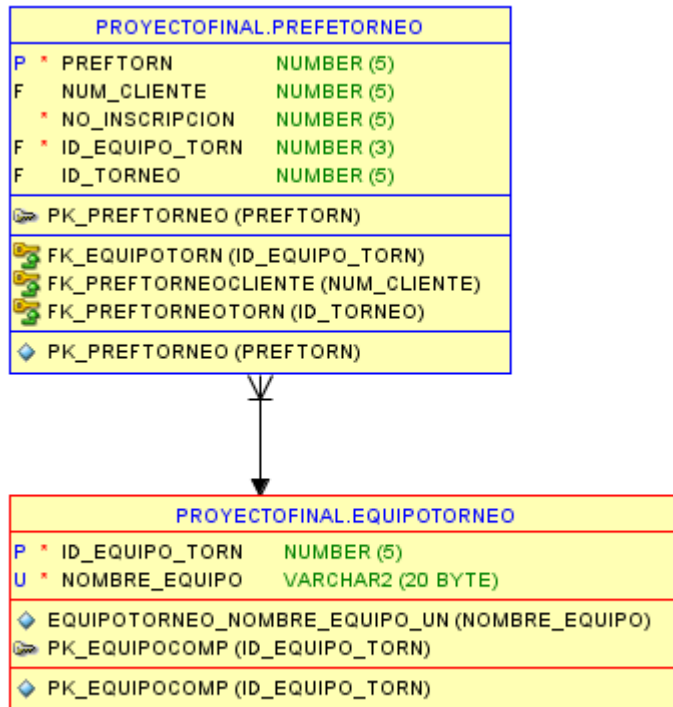 PROYECTOFINAL.PREFETORNEO
P * PREFTORN NUMBER (5)
F NUM_CLIENTE NUMBER (5)
* NO_INSCRIPCION NUMBER (5)
F * ID_EQUIPO_TORN NUMBER (3)
F ID_TORNEO NUMBER (5)
PK_PREFTORNEO (PREFTORN)
FK_EQUIPOTORN (ID_EQUIPO_TORN)
FK_PREFTORNEOCLIENTE (NUM_CLIENTE)
FK_PREFTORNEOTORN (ID_TORNEO)
PK_PREFTORNEO (PREFTORN)
PROYECTOFINAL.EQUIPOTORNEO
P * ID_EQUIPO_TORN NUMBER (5)
U * NOMBRE_EQUIPO VARCHAR2 (20 BYTE)
EQUIPOTORNEO_NOMBRE_EQUIPO_UN (NOMBRE_EQUIPO)
PK_EQUIPOCOMP (ID_EQUIPO_TORN)
PK_EQUIPOCOMP (ID_EQUIPO_TORN)